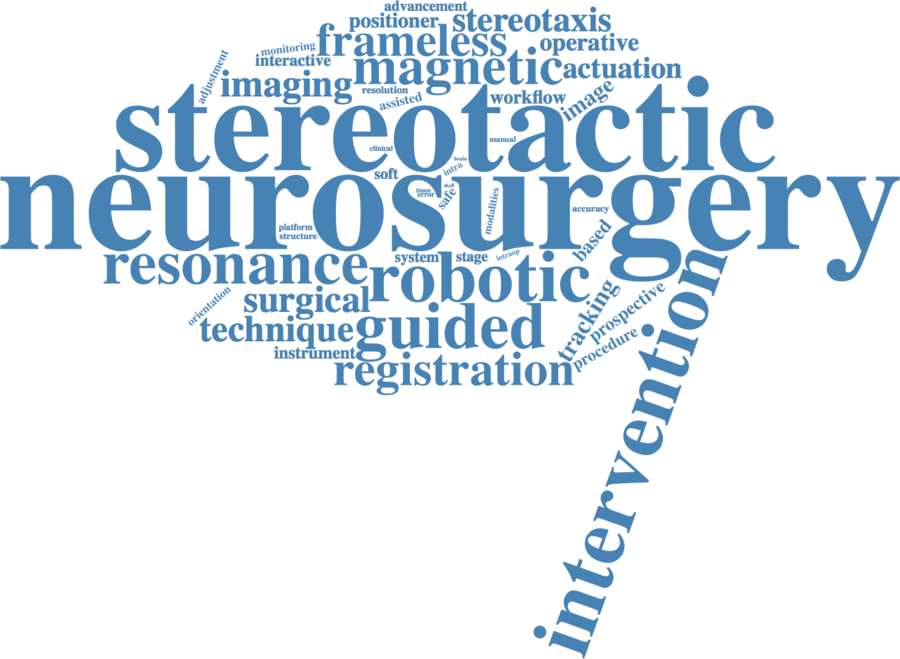 advancement
positioner stereotaxis
monitoring frameless operative
interactive magnetic actuation
adjustment imaging resolution
assisted workflow image
stereotactic
clinical manual
brain
soft intra
skull
tissue
error safe
neurosurgery
modalities accuracy
platform
structure based
system stage intraop
resonance robotic
orientation surgical tracking prospective
technique guided procedure
instrument registration
intervention